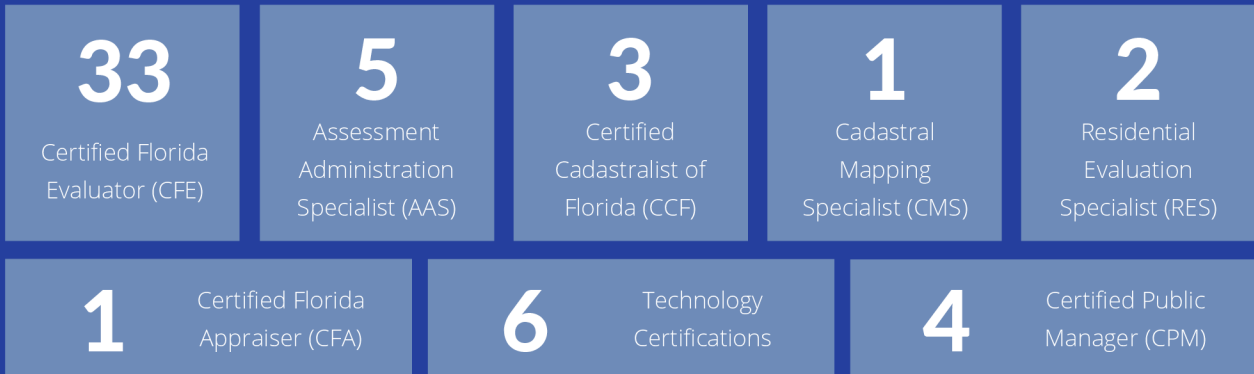 33
Certified Florida
Evaluator (CFE)
5
Assessment
Administration
Specialist (AAS)
3
Certified
Cadastralist of
Florida (CCF)
1
Cadastral
Mapping
Specialist (CMS)
2
Residential
Evaluation
Specialist (RES)
1
Certified Florida
Appraiser (CFA)
6
Technology
Certifications
4
Certified Public
Manager (CPM)